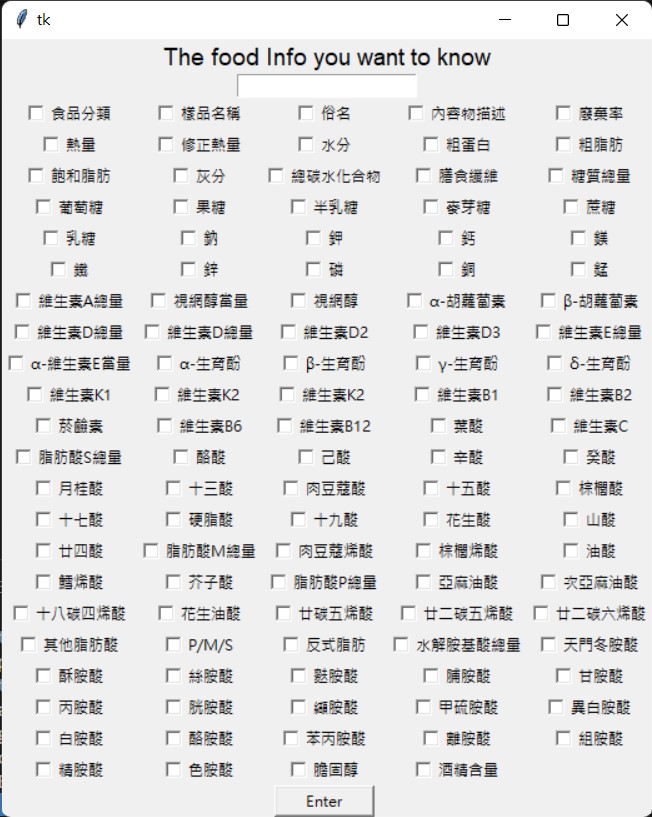 tk
The food Info you want to know
食品分類 樣品名稱 俗名 內容物描述 廢棄率
熱量 修正熱量 水分 粗蛋白 粗脂肪
飽和脂肪 灰分 總碳水化合物 膳食纖維 糖質總量
葡萄糖 果糖 半乳糖 麥芽糖 蔗糖
乳糖 鈉 鉀 鈣 鎂
鐵 鋅 磷 銅 錳
維生素A總量 視網醇當量 視網醇 α-胡蘿蔔素 β-胡蘿蔔素
維生素D總量 維生素D總量 維生素D2 維生素D3 維生素E總量
α-維生素E當量 α-生育酚 β-生育酚 γ-生育酚 δ-生育酚
維生素K1 維生素K2 維生素K2 維生素B1 維生素B2
菸鹼素 維生素B6 維生素B12 葉酸 維生素C
脂肪酸S總量 酪酸 己酸 辛酸 癸酸
月桂酸 十三酸 肉豆蔻酸 十五酸 棕櫚酸
十七酸 硬脂酸 十九酸 花生酸 山酸
廿四酸 脂肪酸M總量 肉豆蔻烯酸 棕櫚烯酸 油酸
鱈烯酸 芥子酸 脂肪酸P總量 亞麻油酸 次亞麻油酸
十八碳四烯酸 花生油酸 廿碳五烯酸 廿二碳五烯酸 廿二碳六烯酸
其他脂肪酸 P/M/S 反式脂肪 水解胺基酸總量 天門冬胺酸
酥胺酸 絲胺酸 麩胺酸 脯胺酸 甘胺酸
丙胺酸 胱胺酸 纈胺酸 甲硫胺酸 異白胺酸
白胺酸 酪胺酸 苯丙胺酸 離胺酸 組胺酸
精胺酸 色胺酸 膽固醇 酒精含量
Enter